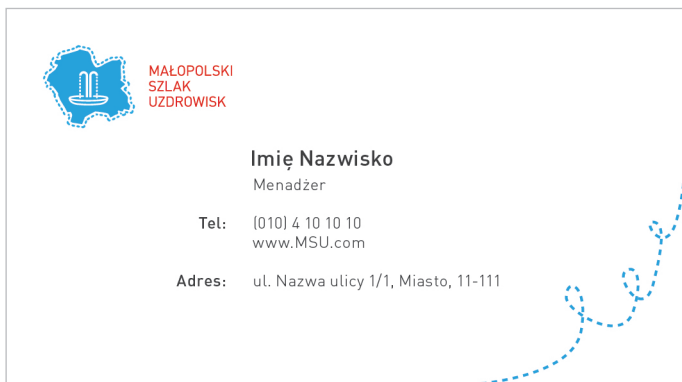 MAŁOPOLSKI
SZLAK
UZDROWISK
Imię Nazwisko
Menadżer
Tel: (010) 4 10 10 10
www.MSU.com
Adres: ul. Nazwa ulicy 1/1, Miasto, 11-111